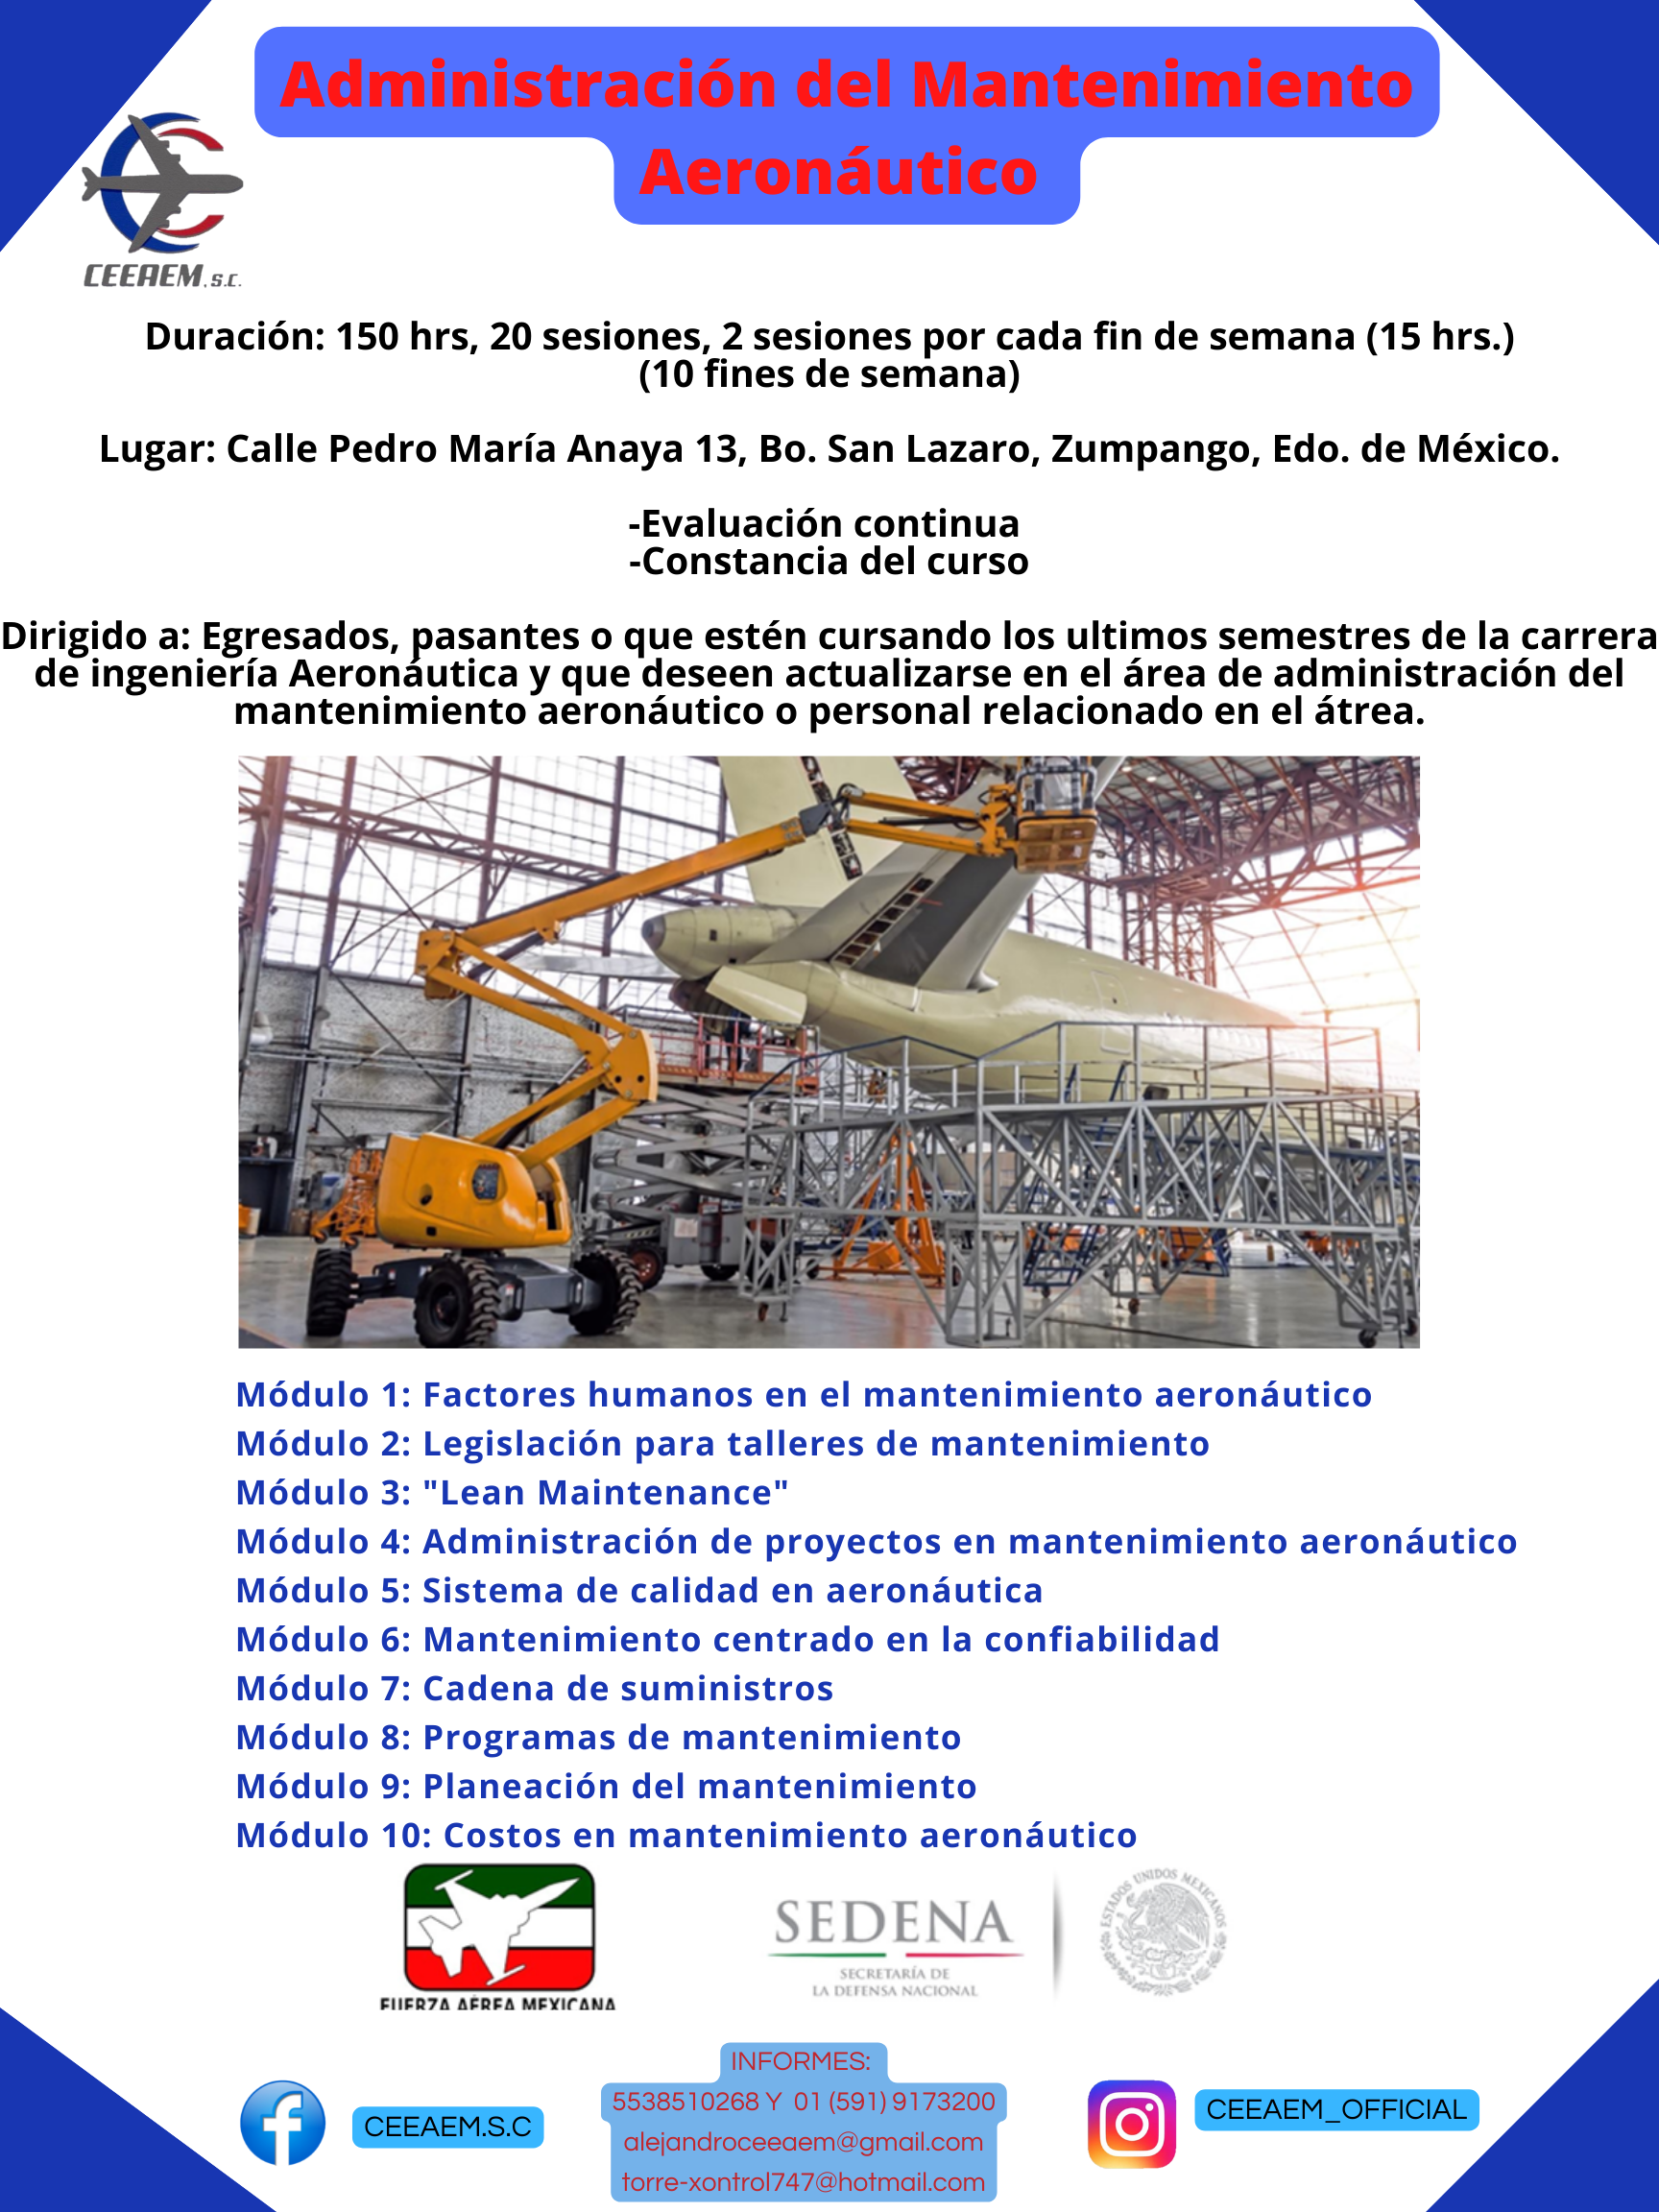 Administración del Mantenimiento
Aeronáutico
CEEAEM, s.c.
Duración: 150 hrs, 20 sesiones, 2 sesiones por cada fin de semana (15 hrs.)
(10 fines de semana)
Lugar: Calle Pedro María Anaya 13, Bo. San Lazaro, Zumpango, Edo. de México.
-Evaluación continua
-Constancia del curso
Dirigido a: Egresados, pasantes o que estén cursando los ultimos semestres de la carrera
de ingeniería Aeronáutica y que deseen actualizarse en el área de administración del
mantenimiento aeronáutico o personal relacionado en el átrea.
Módulo 1: Factores humanos en el mantenimiento aeronáutico
Módulo 2: Legislación para talleres de mantenimiento
Módulo 3: "Lean Maintenance"
Módulo 4: Administración de proyectos en mantenimiento aeronáutico
Módulo 5: Sistema de calidad en aeronáutica
Módulo 6: Mantenimiento centrado en la confiabilidad
Módulo 7: Cadena de suministros
Módulo 8: Programas de mantenimiento
Módulo 9: Planeación del mantenimiento
Módulo 10: Costos en mantenimiento aeronáutico
FUERZA AÉREA MEXICANA
SEDENA
SECRETARÍA DE
LA DEFENSA NACIONAL
ESTADOS UNIDOS MEXICANOS
INFORMES:
5538510268 Y 01 (591) 9173200
alejandroceeaem@gmail.com
torre-xontrol747@hotmail.com
CEEAEM.S.C
CEEAEM_OFFICIAL